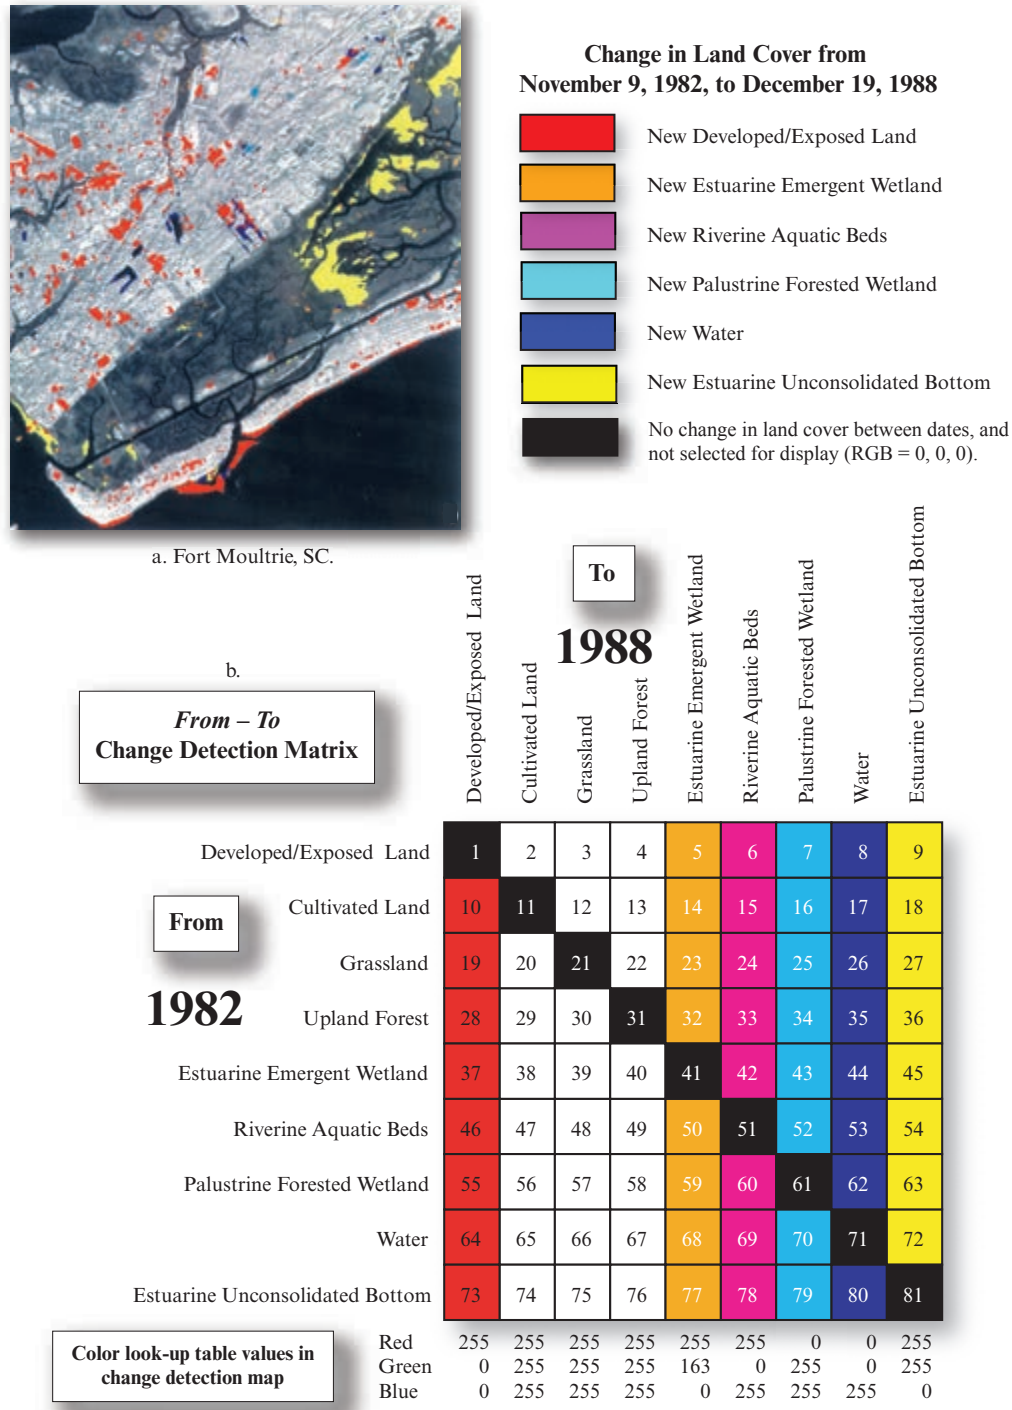 Change in Land Cover from
November 9, 1982, to December 19, 1988
New Developed/Exposed Land
New Estuarine Emergent Wetland
New Riverine Aquatic Beds
New Palustrine Forested Wetland
New Water
New Estuarine Unconsolidated Bottom
No change in land cover between dates, and
not selected for display (RGB = 0, 0, 0).
a. Fort Moultrie, SC.
To
1988
b.
From – To
Change Detection Matrix
Developed/Exposed Land
Cultivated Land
Grassland
Upland Forest
Estuarine Emergent Wetland
Riverine Aquatic Beds
Palustrine Forested Wetland
Water
Estuarine Unconsolidated Bottom
From
1982
Developed/Exposed Land 1 2 3 4 5 6 7 8 9
Cultivated Land 10 11 12 13 14 15 16 17 18
Grassland 19 20 21 22 23 24 25 26 27
Upland Forest 28 29 30 31 32 33 34 35 36
Estuarine Emergent Wetland 37 38 39 40 41 42 43 44 45
Riverine Aquatic Beds 46 47 48 49 50 51 52 53 54
Palustrine Forested Wetland 55 56 57 58 59 60 61 62 63
Water 64 65 66 67 68 69 70 71 72
Estuarine Unconsolidated Bottom 73 74 75 76 77 78 79 80 81
Color look-up table values in
change detection map
Red 255 255 255 255 255 255 0 0 255
Green 0 255 255 255 163 0 255 0 255
Blue 0 255 255 255 0 255 255 255 0